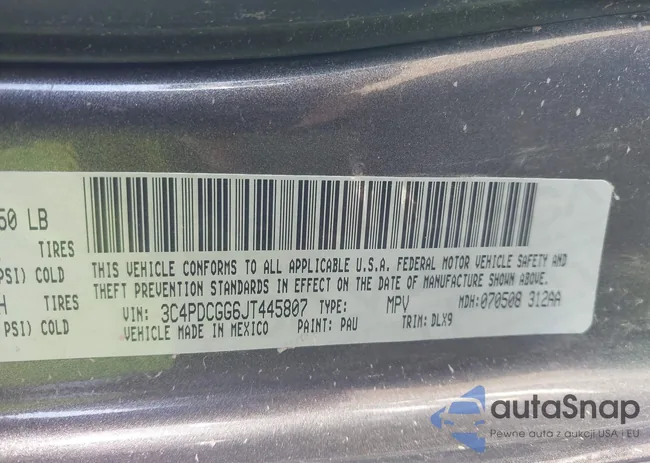 50 LB
TIRES
PSI) COLD
H TIRES
PSI) COLD
THIS VEHICLE CONFORMS TO ALL APPLICABLE U.S.A. FEDERAL MOTOR VEHICLE SAFETY AND
THEFT PREVENTION STANDARDS IN EFFECT ON THE DATE OF MANUFACTURE SHOWN ABOVE.
VIN: 3C4PDCGG6JT445807 TYPE: MPV MDH:070508 312AA
VEHICLE MADE IN MEXICO PAINT: PAU TRIM: DLX9
autaSnap
Pewne auta z aukcji USA i EU